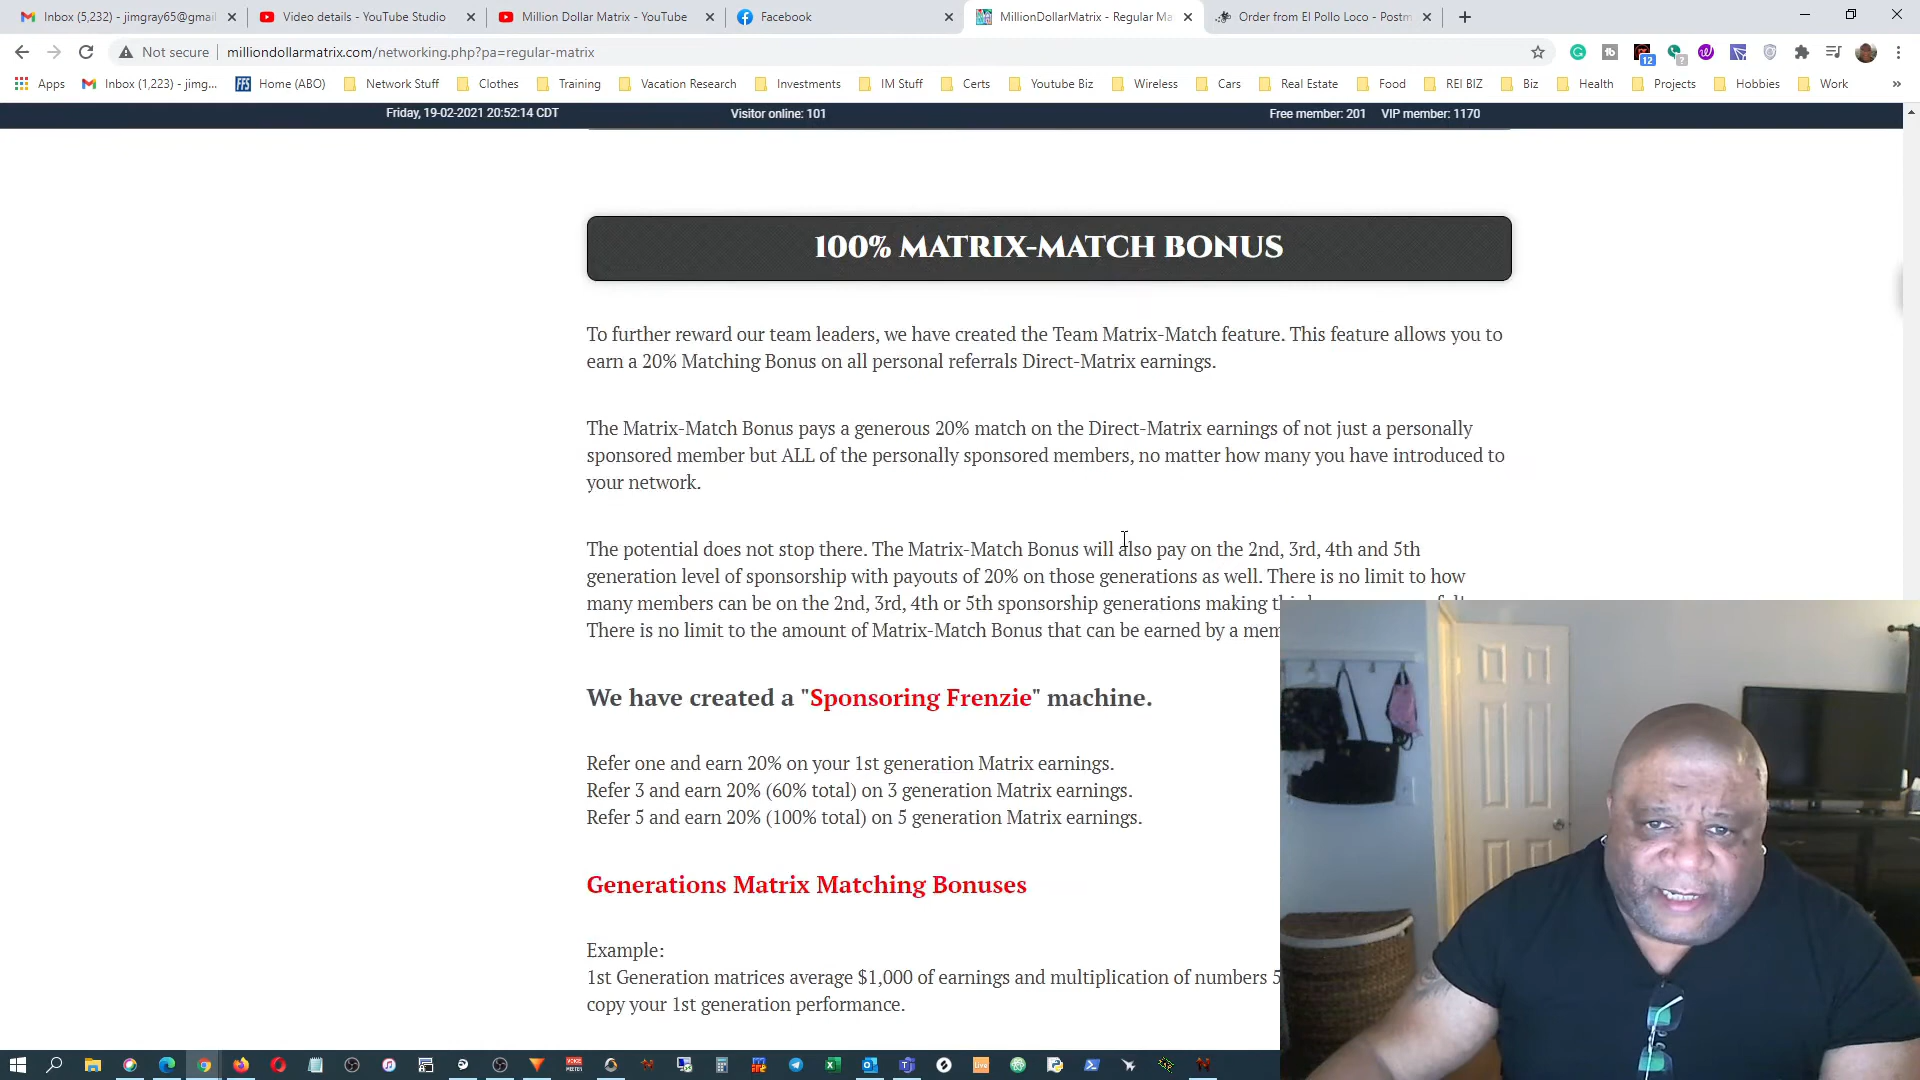 Inbox (5,232) - jimgray65@gmail
Video details - YouTube Studio
Million Dollar Matrix - YouTube
Facebook
MillionDollarMatrix - Regular Ma
Order from El Pollo Loco - Postm
Not secure
milliondollarmatrix.com/networking.php?pa=regular-matrix
12
?
Apps
Inbox (1,223) - jimg...
FFS
Home (ABO)
Network Stuff
Clothes
Training
Vacation Research
Investments
IM Stuff
Certs
Youtube Biz
Wireless
Cars
Real Estate
Food
REI BIZ
Biz
Health
Projects
Hobbies
Work
Friday, 19-02-2021 20:52:14 CDT
Visitor online: 101
Free member: 201 VIP member: 1170
100% MATRIX-MATCH BONUS
To further reward our team leaders, we have created the Team Matrix-Match feature. This feature allows you to
earn a 20% Matching Bonus on all personal referrals Direct-Matrix earnings.
The Matrix-Match Bonus pays a generous 20% match on the Direct-Matrix earnings of not just a personally
sponsored member but ALL of the personally sponsored members, no matter how many you have introduced to
your network.
The potential does not stop there. The Matrix-Match Bonus will also pay on the 2nd, 3rd, 4th and 5th
generation level of sponsorship with payouts of 20% on those generations as well. There is no limit to how
many members can be on the 2nd, 3rd, 4th or 5th sponsorship generations making
There is no limit to the amount of Matrix-Match Bonus that can be earned by a mem
We have created a "Sponsoring Frenzie" machine.
Refer one and earn 20% on your 1st generation Matrix earnings.
Refer 3 and earn 20% (60% total) on 3 generation Matrix earnings.
Refer 5 and earn 20% (100% total) on 5 generation Matrix earnings.
Generations Matrix Matching Bonuses
Example:
1st Generation matrices average $1,000 of earnings and multiplication of numbers 5
copy your 1st generation performance.